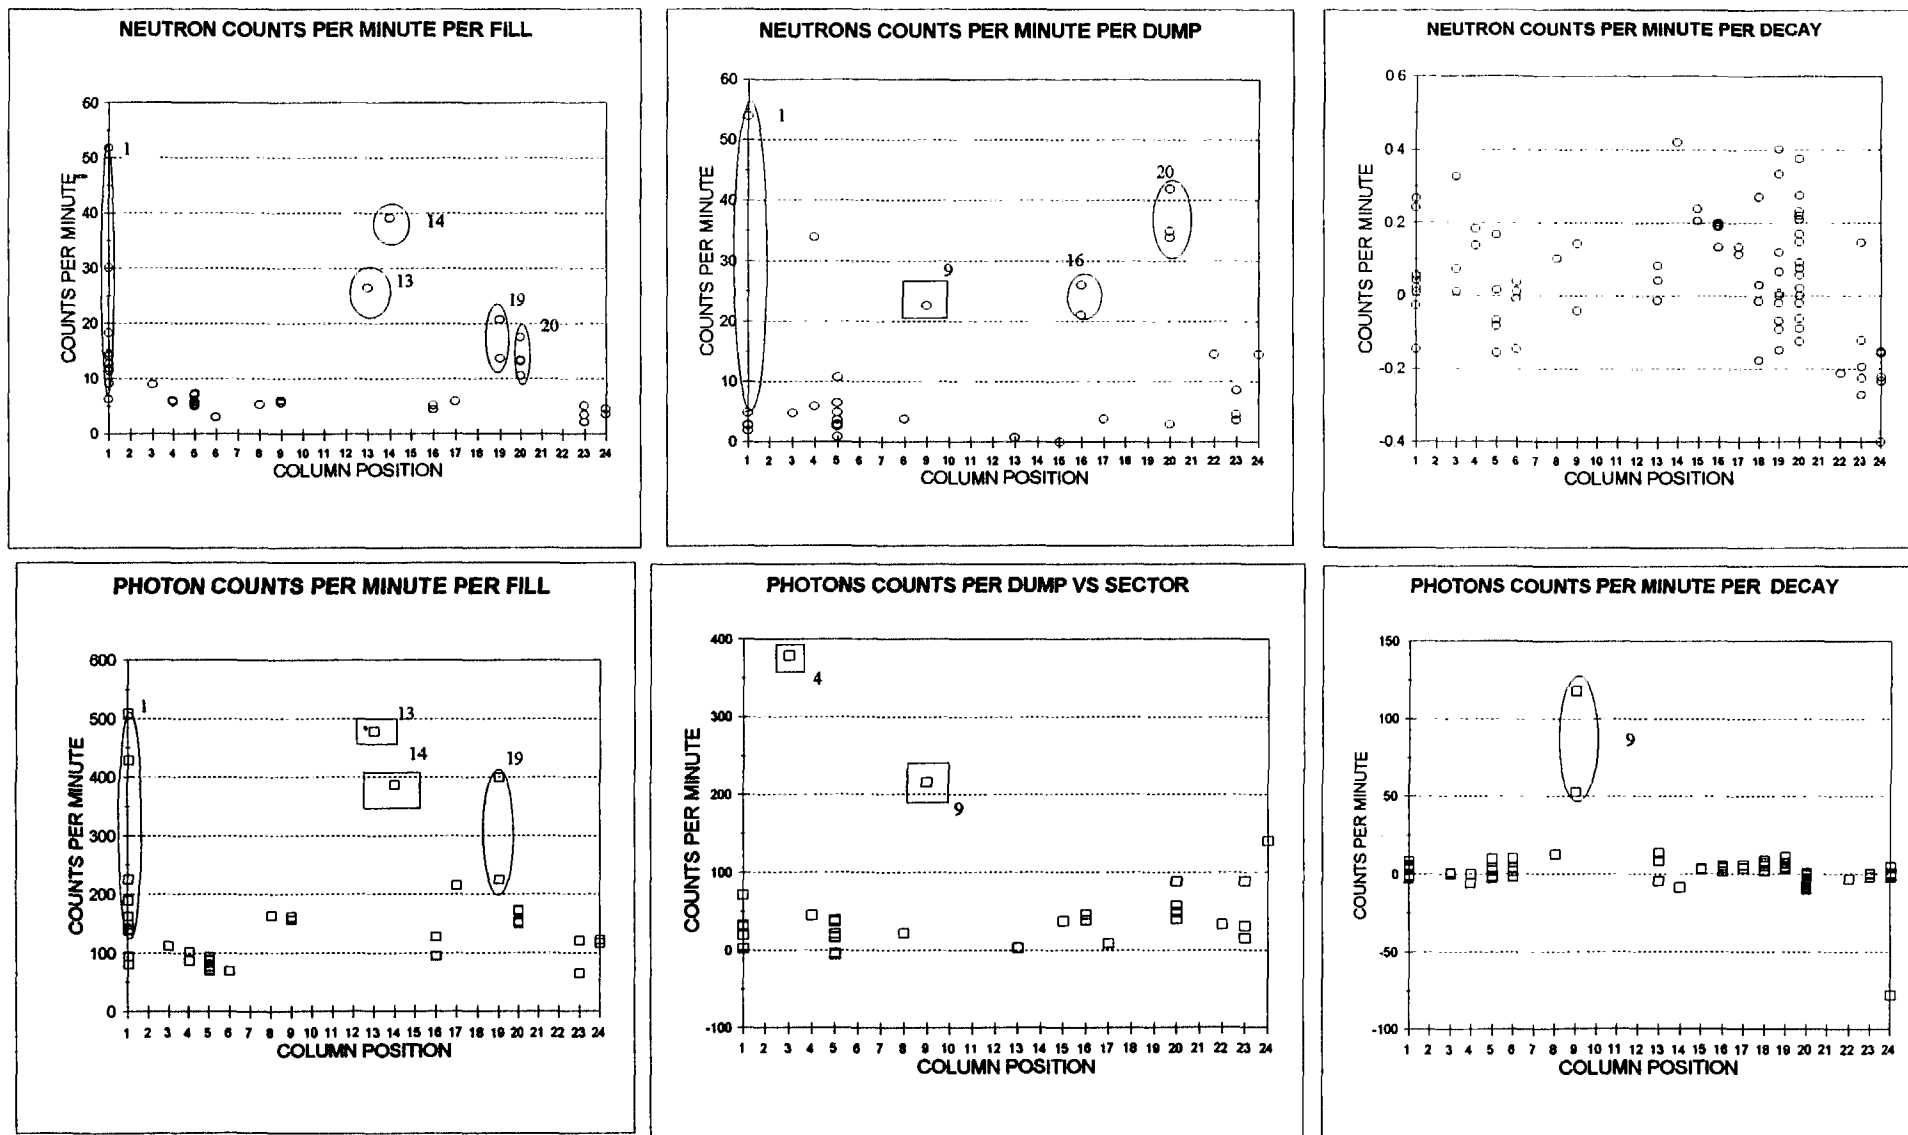 NEUTRON COUNTS PER MINUTE PER FILL
COUNTS PER MINUTE
60
50
40
30
20
10
0
1
14
13
19
20
1 2 3 4 5 6 7 8 9 10 11 12 13 14 15 16 17 18 19 20 21 22 23 24
COLUMN POSITION
NEUTRONS COUNTS PER MINUTE PER DUMP
COUNTS PER MINUTE
60
50
40
30
20
10
0
1
20
16
9
1 2 3 4 5 6 7 8 9 10 11 12 13 14 15 16 17 18 19 20 21 22 23 24
COLUMN POSITION
NEUTRON COUNTS PER MINUTE PER DECAY
COUNTS PER MINUTE
0 6
0.4
0.2
0
-0.2
-0.4
1 2 3 4 5 6 7 8 9 10 11 12 13 14 15 16 17 18 19 20 21 22 23 24
COLUMN POSITION
PHOTON COUNTS PER MINUTE PER FILL
COUNTS PER MINUTE
600
500
400
300
200
100
0
1
13
14
19
1 2 3 4 5 6 7 8 9 10 11 12 13 14 15 16 17 18 19 20 21 22 23 24
COLUMN POSITION
PHOTONS COUNTS PER DUMP VS SECTOR
COUNTS PER MINUTE
400
300
200
100
0
-100
4
9
1 2 3 4 5 6 7 8 9 10 11 12 13 14 15 16 17 18 19 20 21 22 23 24
COLUMN POSITION
PHOTONS COUNTS PER MINUTE PER DECAY
COUNTS PER MINUTE
150
100
50
0
-50
-100
9
1 2 3 4 5 6 7 8 9 10 11 12 13 14 15 16 17 18 19 20 21 22 23 24
COLUMN POSITION